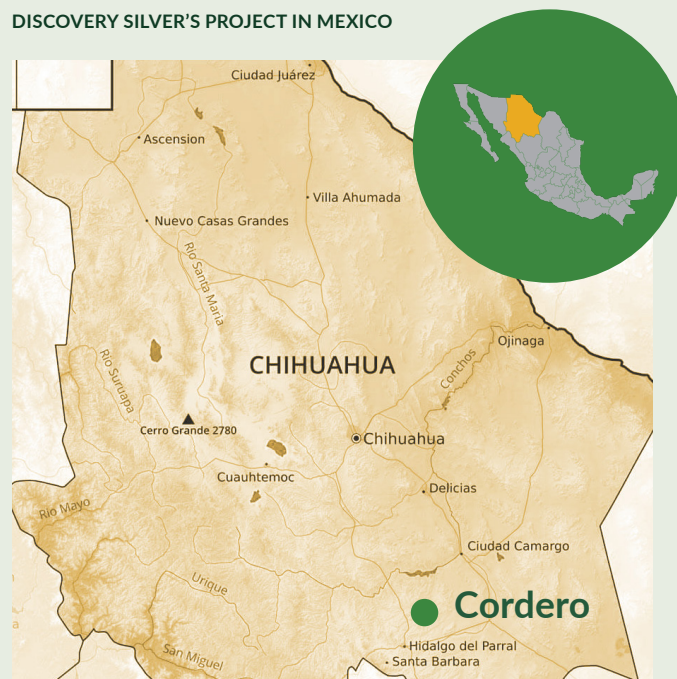 DISCOVERY SILVER'S PROJECT IN MEXICO
Ciudad Juárez
Ascension
Villa Ahumada
Nuevo Casas Grandes
Rio Santa Maria
Ojinaga
CHIHUAHUA
Conchos
Rio Suruapa
Cerro Grande 2780
Chihuahua
Cuauhtemoc
Delicias
Rio Mayo
Ciudad Camargo
Urique
Cordero
Hidalgo del Parral
San Miguel
Santa Barbara